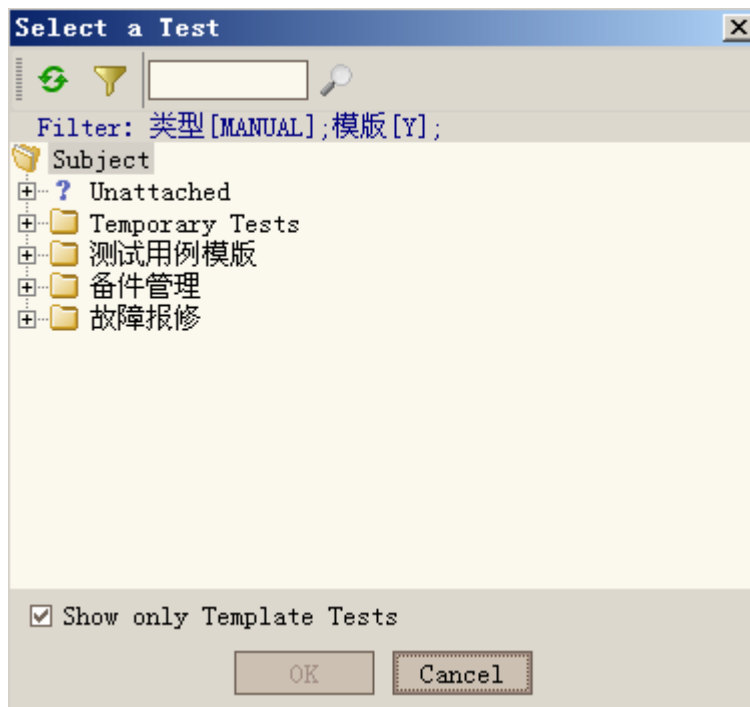 Select a Test
Filter: 类型[MANUAL];模版[Y];
Subject
Unattached
Temporary Tests
测试用例模版
备件管理
故障报修
Show only Template Tests
OK
Cancel